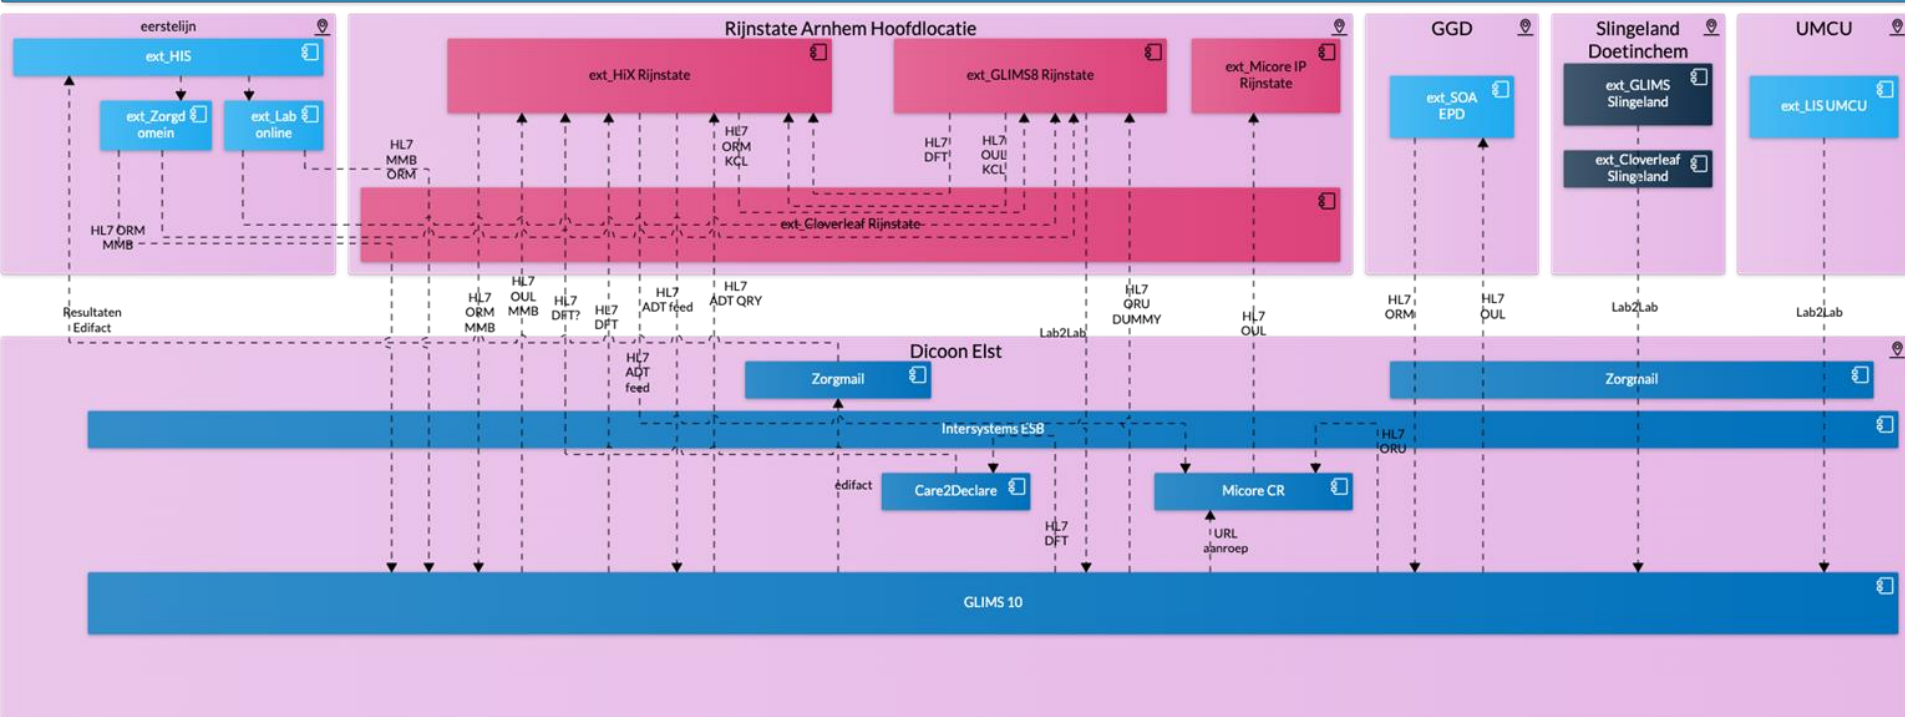 eerstelijn
Rijnstate Arnhem Hoofdlocatie
GGD
Slingeland
Doetinchem
UMCU
ext_HIS
ext_HiX Rijnstate
ext_GLIMS8 Rijnstate
ext_Micore IP
Rijnstate
ext_SOA
EPD
ext_GLIMS
Slingeland
ext_LIS UMCU
ext_Zorgd
omein
ext_Lab
online
HL7
MMB
ORM
HL7
ORM
KCL
HL7
DFT
HL7
OUL
KCL
ext_Cloverleaf
Slingeland
ext_Cloverleaf Rijnstate
HL7 ORM
MMB
Resultaten
Edifact
HL7
ORM
MMB
HL7
OUL
MMB
HL7
DFT?
HL7
DFT
HL7
ADT feed
HL7
ADT QRY
HL7
ADT
feed
Lab2Lab
HL7
ORU
DUMMY
HL7
OUL
HL7
ORM
HL7
OUL
Lab2Lab
Lab2Lab
Dicoon Elst
Zorgmail
Zorgmail
Intersystems ESB
HL7
ORU
edifact
Care2Declare
Micore CR
HL7
DFT
URL
aanroep
GLIMS 10